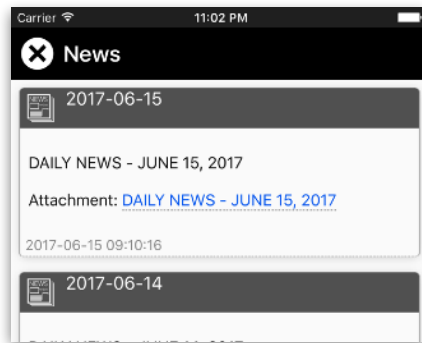 Carrier 11:02 PM
News
2017-06-15
DAILY NEWS - JUNE 15, 2017
Attachment: DAILY NEWS - JUNE 15, 2017
2017-06-15 09:10:16
2017-06-14